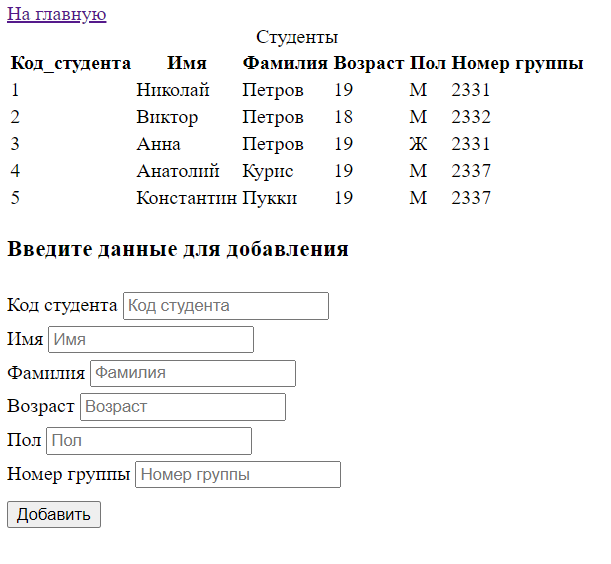 На главную
Студенты
Код_студента Имя Фамилия Возраст Пол Номер группы
1 Николай Петров 19 М 2331
2 Виктор Петров 18 М 2332
3 Анна Петров 19 Ж 2331
4 Анатолий Курис 19 М 2337
5 Константин Пукки 19 М 2337
Введите данные для добавления
Код студента Код студента
Имя Имя
Фамилия Фамилия
Возраст Возраст
Пол Пол
Номер группы Номер группы
Добавить